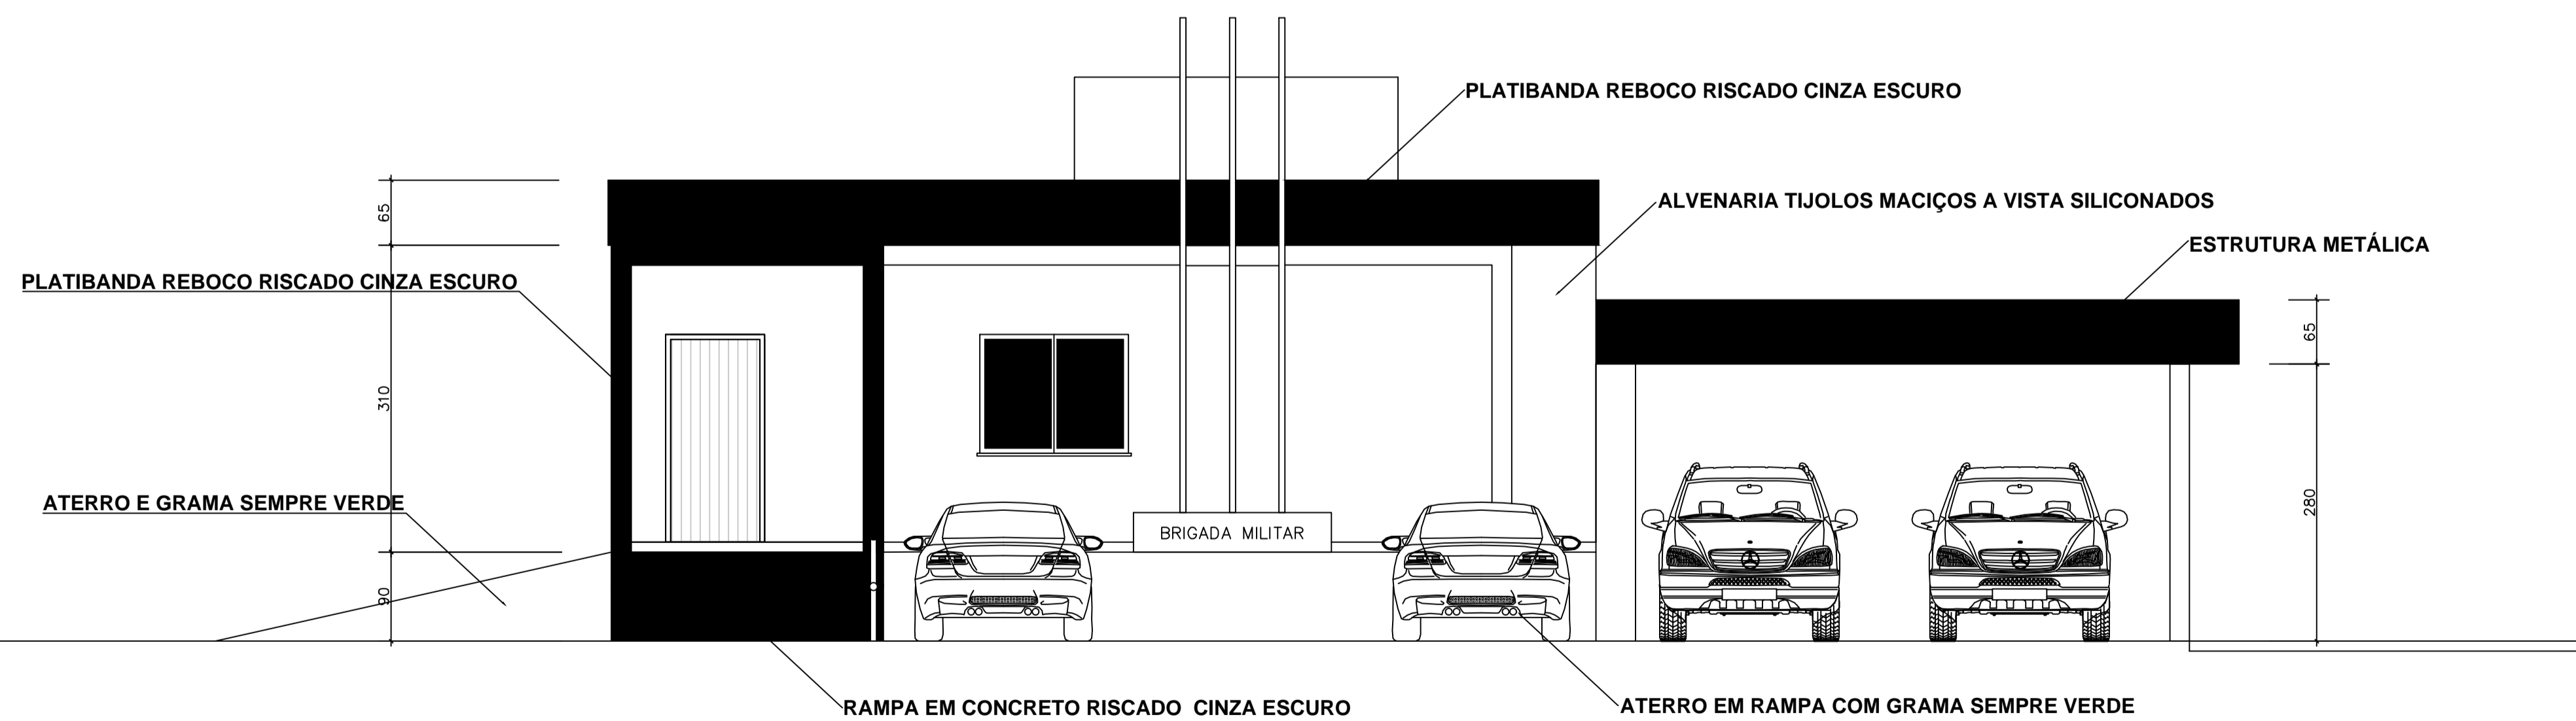 PLATIBANDA REBOCO RISCADO CINZA ESCURO
ALVENARIA TIJOLOS MACIÇOS A VISTA SILICONADOS
65
ESTRUTURA METÁLICA
PLATIBANDA REBOCO RISCADO CINZA ESCURO
65
310
ATERRO E GRAMA SEMPRE VERDE
280
BRIGADA MILITAR
90
RAMPA EM CONCRETO RISCADO CINZA ESCURO
ATERRO EM RAMPA COM GRAMA SEMPRE VERDE